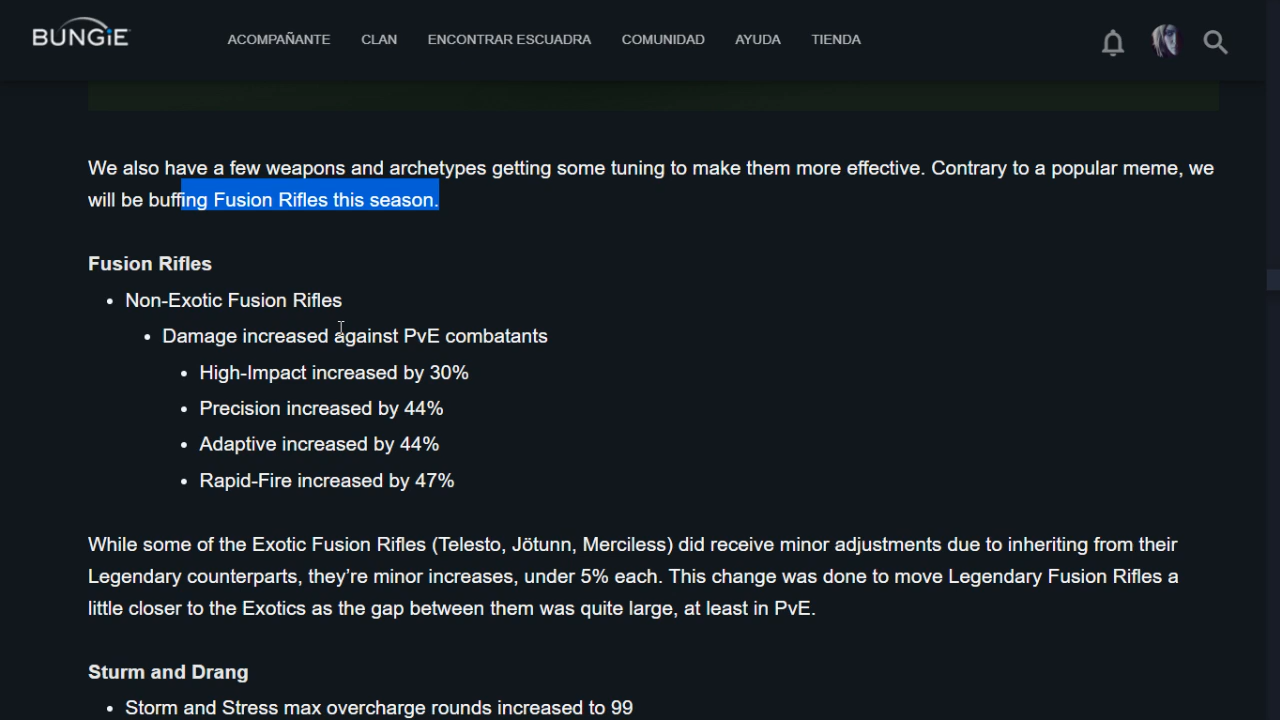 BUNGiE
ACOMPAÑANTE CLAN ENCONTRAR ESCUADRA COMUNIDAD AYUDA TIENDA
We also have a few weapons and archetypes getting some tuning to make them more effective. Contrary to a popular meme, we
will be buffing Fusion Rifles this season.
Fusion Rifles
• Non-Exotic Fusion Rifles
• Damage increased against PvE combatants
• High-Impact increased by 30%
• Precision increased by 44%
• Adaptive increased by 44%
• Rapid-Fire increased by 47%
While some of the Exotic Fusion Rifles (Telesto, Jötunn, Merciless) did receive minor adjustments due to inheriting from their
Legendary counterparts, they’re minor increases, under 5% each. This change was done to move Legendary Fusion Rifles a
little closer to the Exotics as the gap between them was quite large, at least in PvE.
Sturm and Drang
• Storm and Stress max overcharge rounds increased to 99